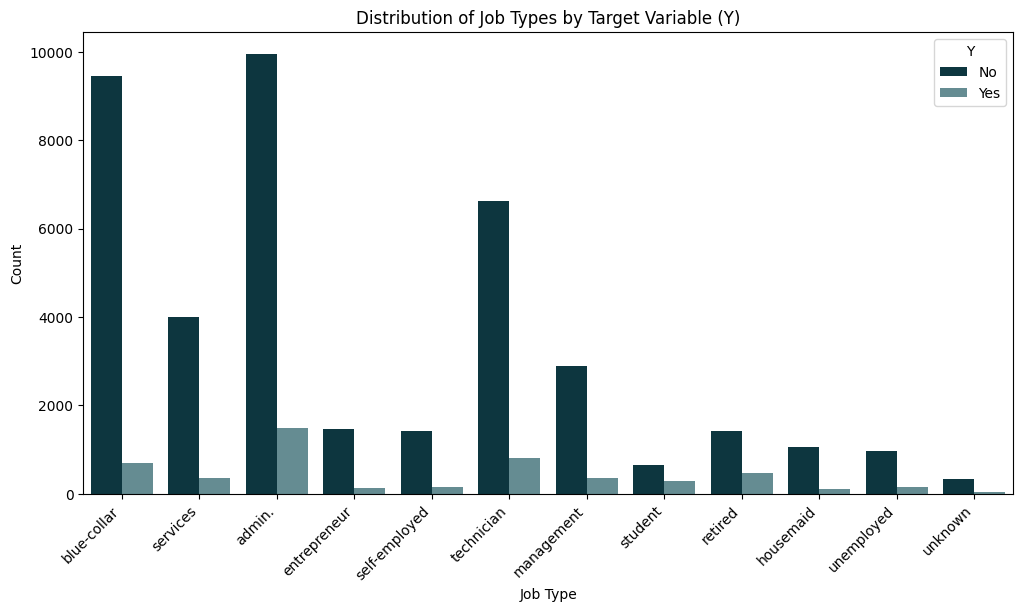 Distribution of Job Types by Target Variable (Y)
Y
No
Yes
Count
10000
8000
6000
4000
2000
0
blue-collar
services
admin.
entrepreneur
self-employed
technician
management
student
retired
housemaid
unemployed
unknown
Job Type